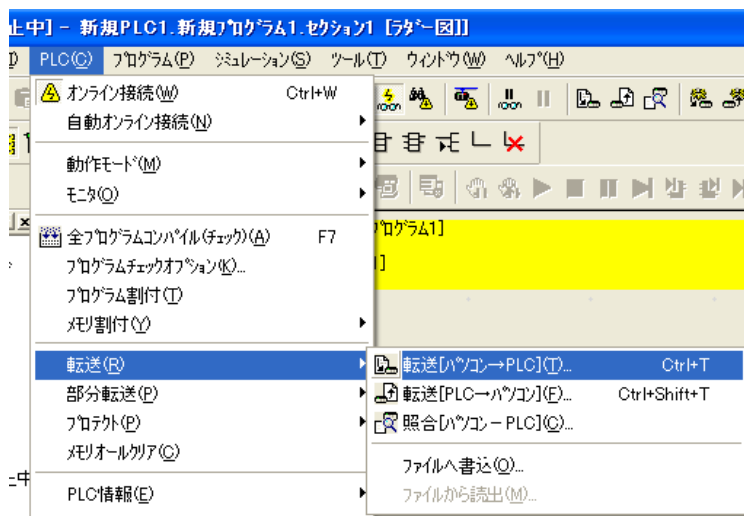 止中] - 新規PLC1.新規ﾌﾟﾛｸﾞﾗﾑ1.ｾｸｼｮﾝ1 [ﾗﾀﾞｰ図]]
PLC(C) ﾌﾟﾛｸﾞﾗﾑ(P) ｼﾐｭﾚｰｼｮﾝ(S) ﾂｰﾙ(T) ｳｨﾝﾄﾞｳ(W) ﾍﾙﾌﾟ(H)
ｵﾝﾗｲﾝ接続(W) Ctrl+W
自動ｵﾝﾗｲﾝ接続(N)
動作ﾓｰﾄﾞ(M)
ﾓﾆﾀ(O)
全ﾌﾟﾛｸﾞﾗﾑｺﾝﾊﾟｲﾙ(ﾁｪｯｸ)(A) F7
ﾌﾟﾛｸﾞﾗﾑ1]
ﾌﾟﾛｸﾞﾗﾑﾁｪｯｸｵﾌﾟｼｮﾝ(K)...
1]
ﾌﾟﾛｸﾞﾗﾑ割付(T)
ﾒﾓﾘ割付(Y)
転送(R)
転送[ﾊﾟｿｺﾝ→PLC](T)... Ctrl+T
部分転送(P)
転送[PLC→ﾊﾟｿｺﾝ](F)... Ctrl+Shift+T
ﾌﾟﾛﾃｸﾄ(P)
照合[ﾊﾟｿｺﾝ－PLC](C)...
ﾒﾓﾘｵｰﾙｸﾘｱ(C)
ﾌｧｲﾙへ書込(O)...
止中
PLC情報(E)
ﾌｧｲﾙから読出(M)...